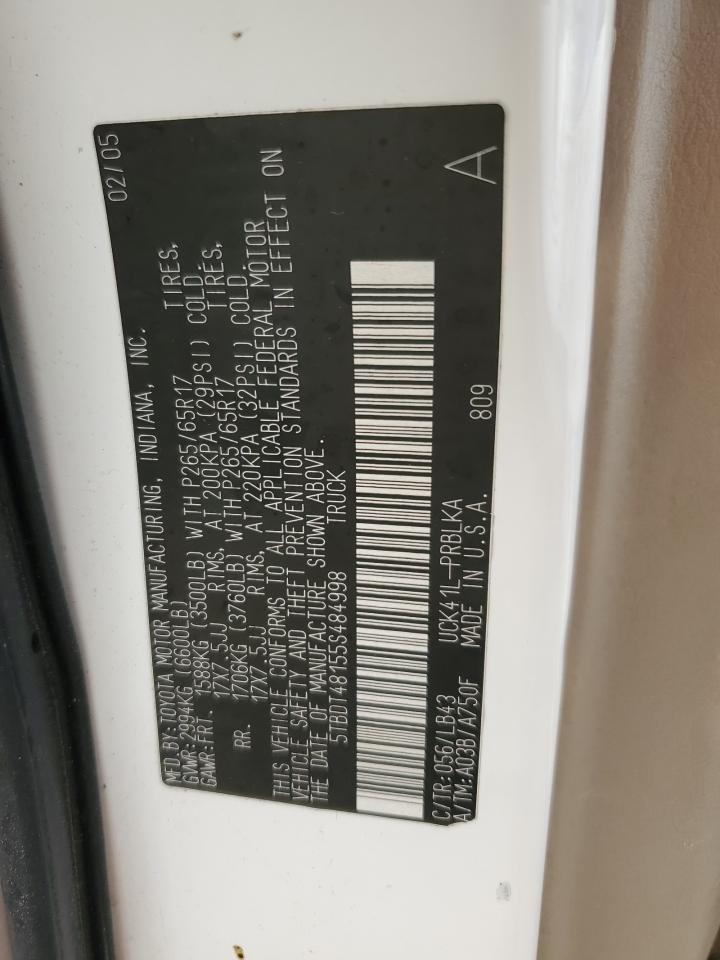 MFD. BY: TOYOTA MOTOR MANUFACTURING, INDIANA, INC. 02/05
GVWR: 2994KG (6600LB)
GAWR: FRT. 1588KG (3500LB) WITH P265/65R17 TIRES,
17X7.5JJ RIMS, AT 200KPA (29PSI) COLD.
RR. 1706KG (3760LB) WITH P265/65R17 TIRES,
17X7.5JJ RIMS, AT 220KPA (32PSI) COLD.
THIS VEHICLE CONFORMS TO ALL APPLICABLE FEDERAL MOTOR
VEHICLE SAFETY AND THEFT PREVENTION STANDARDS IN EFFECT ON
THE DATE OF MANUFACTURE SHOWN ABOVE.
5TBDT48155S484998 TRUCK
C/TR: 056/LB43 UCK41L-PRBLKA 809 A
A/TM: A03B/A750F MADE IN U.S.A.